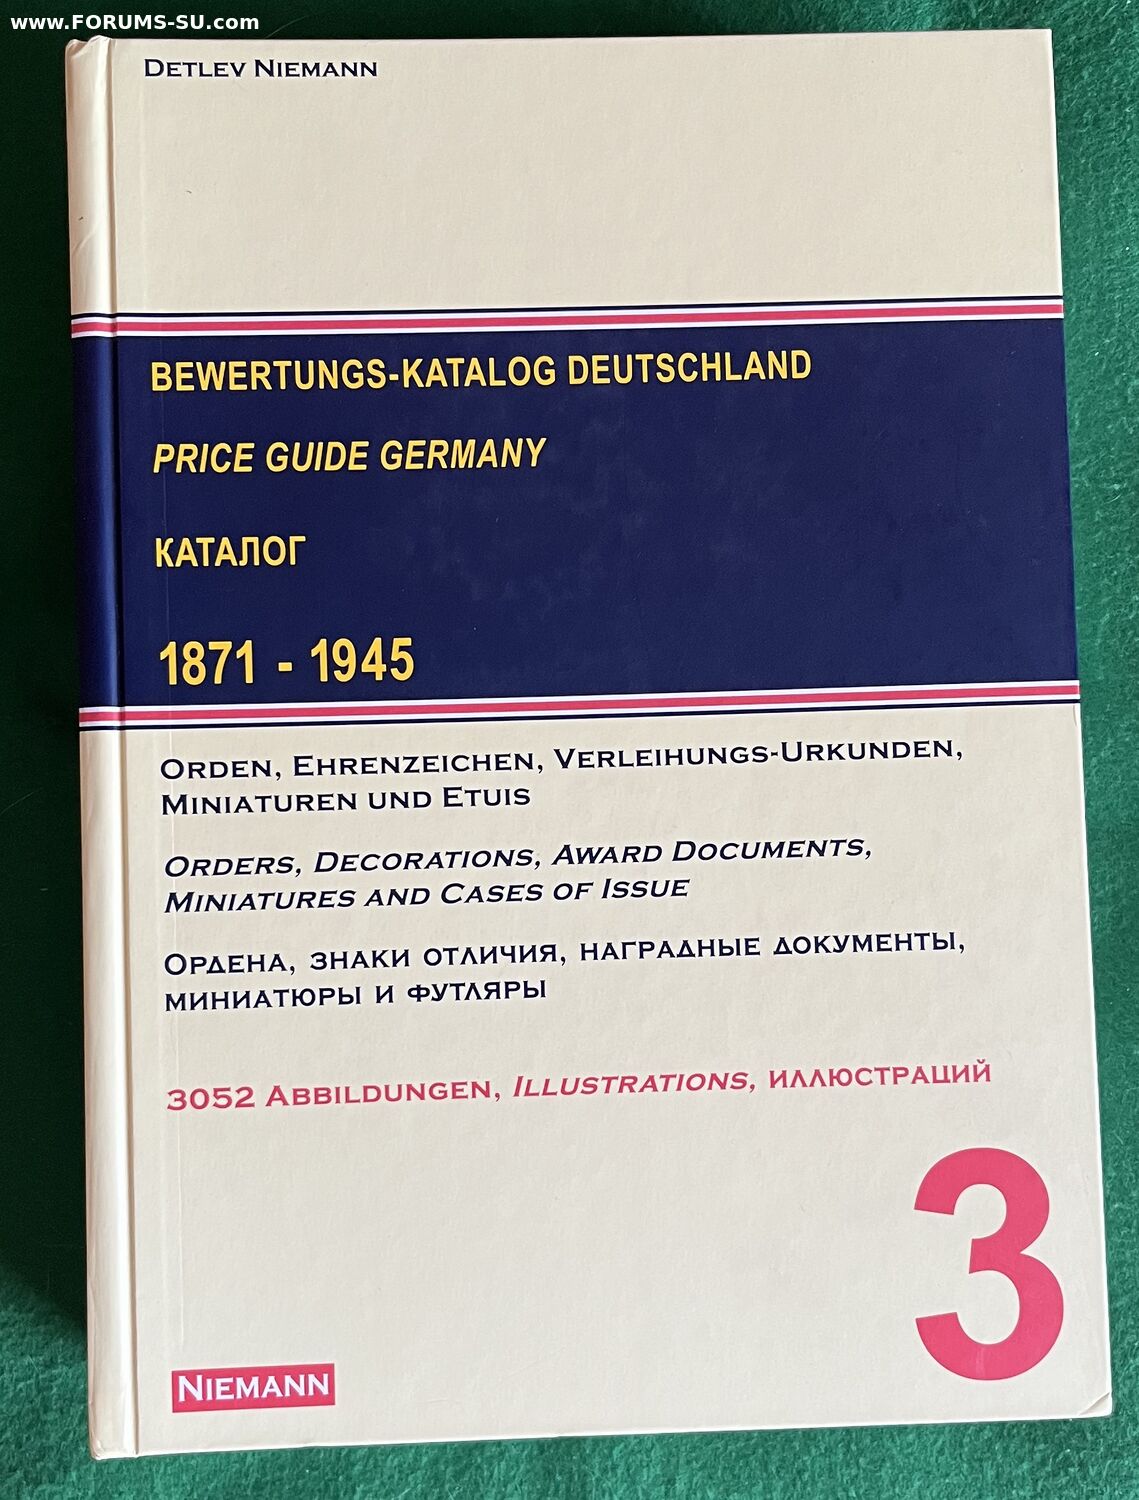 www.FORUMS-SU.com
DETLEV NIEMANN
BEWERTUNGS-KATALOG DEUTSCHLAND
PRICE GUIDE GERMANY
КАТАЛОГ
1871 - 1945
ORDEN, EHRENZEICHEN, VERLEIHUNGS-URKUNDEN,
MINIATUREN UND ETUIS
ORDERS, DECORATIONS, AWARD DOCUMENTS,
MINIATURES AND CASES OF ISSUE
ОРДЕНА, ЗНАКИ ОТЛИЧИЯ, НАГРАДНЫЕ ДОКУМЕНТЫ,
МИНИАТЮРЫ И ФУТЛЯРЫ
3052 ABBILDUNGEN, ILLUSTRATIONS, ИЛЛЮСТРАЦИЙ
3
NIEMANN